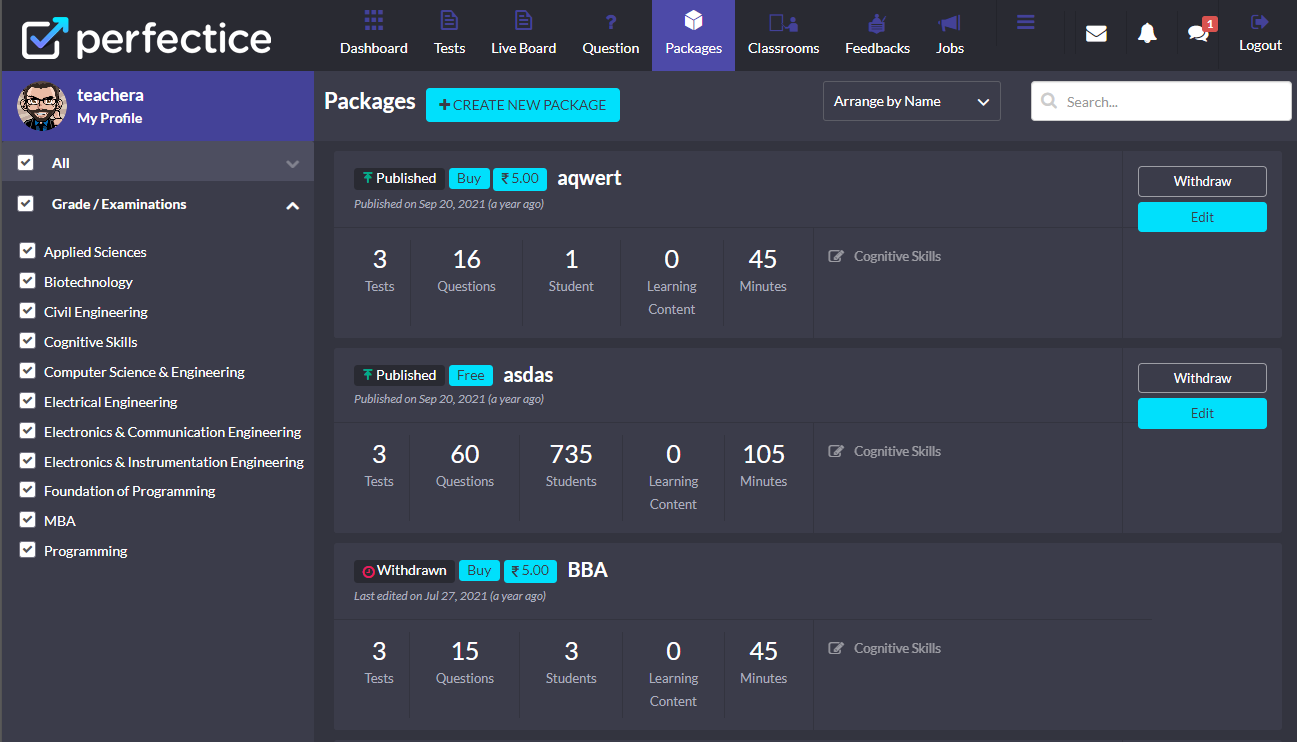 perfectice
Dashboard
Tests
Live Board
Question
Packages
Classrooms
Feedbacks
Jobs
1
Logout
teachera
My Profile
All
Grade / Examinations
Applied Sciences
Biotechnology
Civil Engineering
Cognitive Skills
Computer Science & Engineering
Electrical Engineering
Electronics & Communication Engineering
Electronics & Instrumentation Engineering
Foundation of Programming
MBA
Programming
Packages
+ CREATE NEW PACKAGE
Arrange by Name
Search...
Published Buy ₹ 5.00 aqwert
Published on Sep 20, 2021 (a year ago)
Withdraw
Edit
3 16 1 0 45
Tests Questions Student Learning Minutes
Content
Cognitive Skills
Published Free asdas
Published on Sep 20, 2021 (a year ago)
Withdraw
Edit
3 60 735 0 105
Tests Questions Students Learning Minutes
Content
Cognitive Skills
Withdrawn Buy ₹ 5.00 BBA
Last edited on Jul 27, 2021 (a year ago)
3 15 3 0 45
Tests Questions Students Learning Minutes
Content
Cognitive Skills